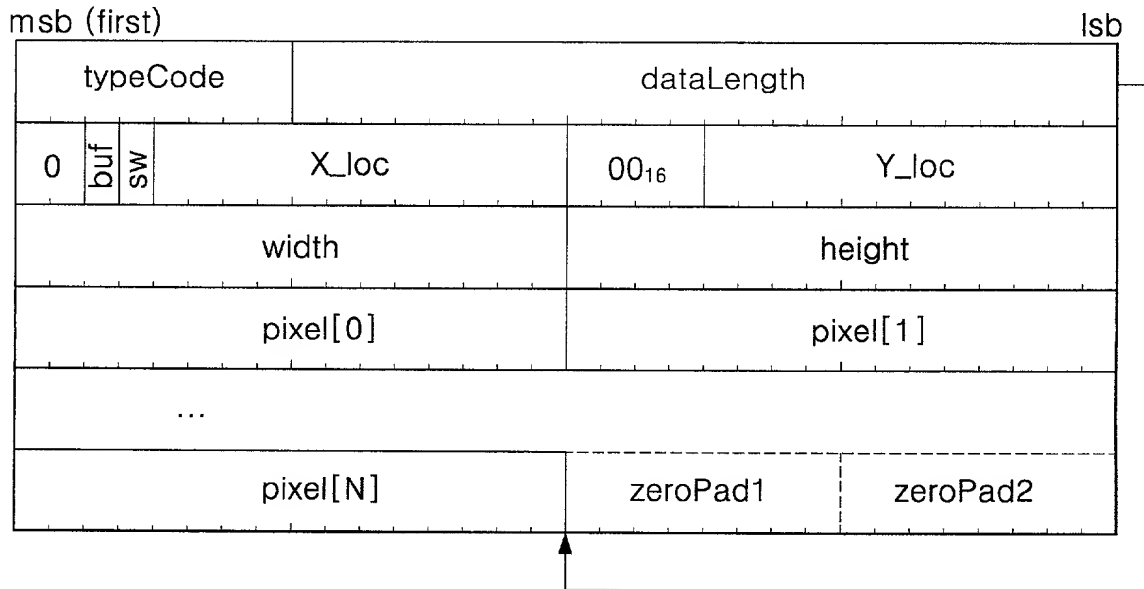 msb (first) lsb
typeCode dataLength
0 buf sw X_loc 00₁₆ Y_loc
width height
pixel[0] pixel[1]
...
pixel[N] zeroPad1 zeroPad2